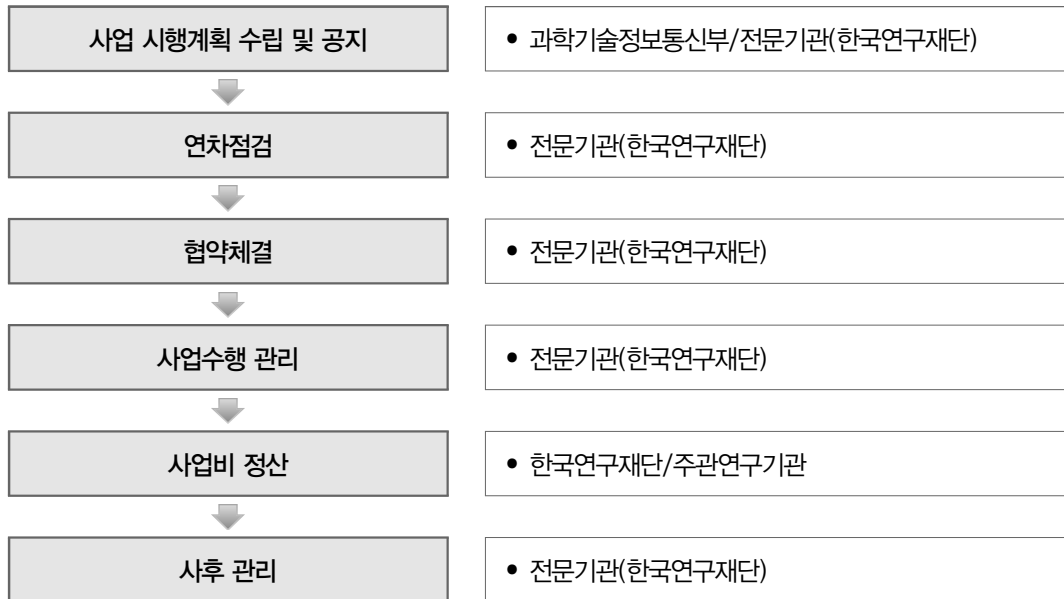 사업 시행계획 수립 및 공지
• 과학기술정보통신부/전문기관(한국연구재단)
연차점검
• 전문기관(한국연구재단)
협약체결
• 전문기관(한국연구재단)
사업수행 관리
• 전문기관(한국연구재단)
사업비 정산
• 한국연구재단/주관연구기관
사후 관리
• 전문기관(한국연구재단)